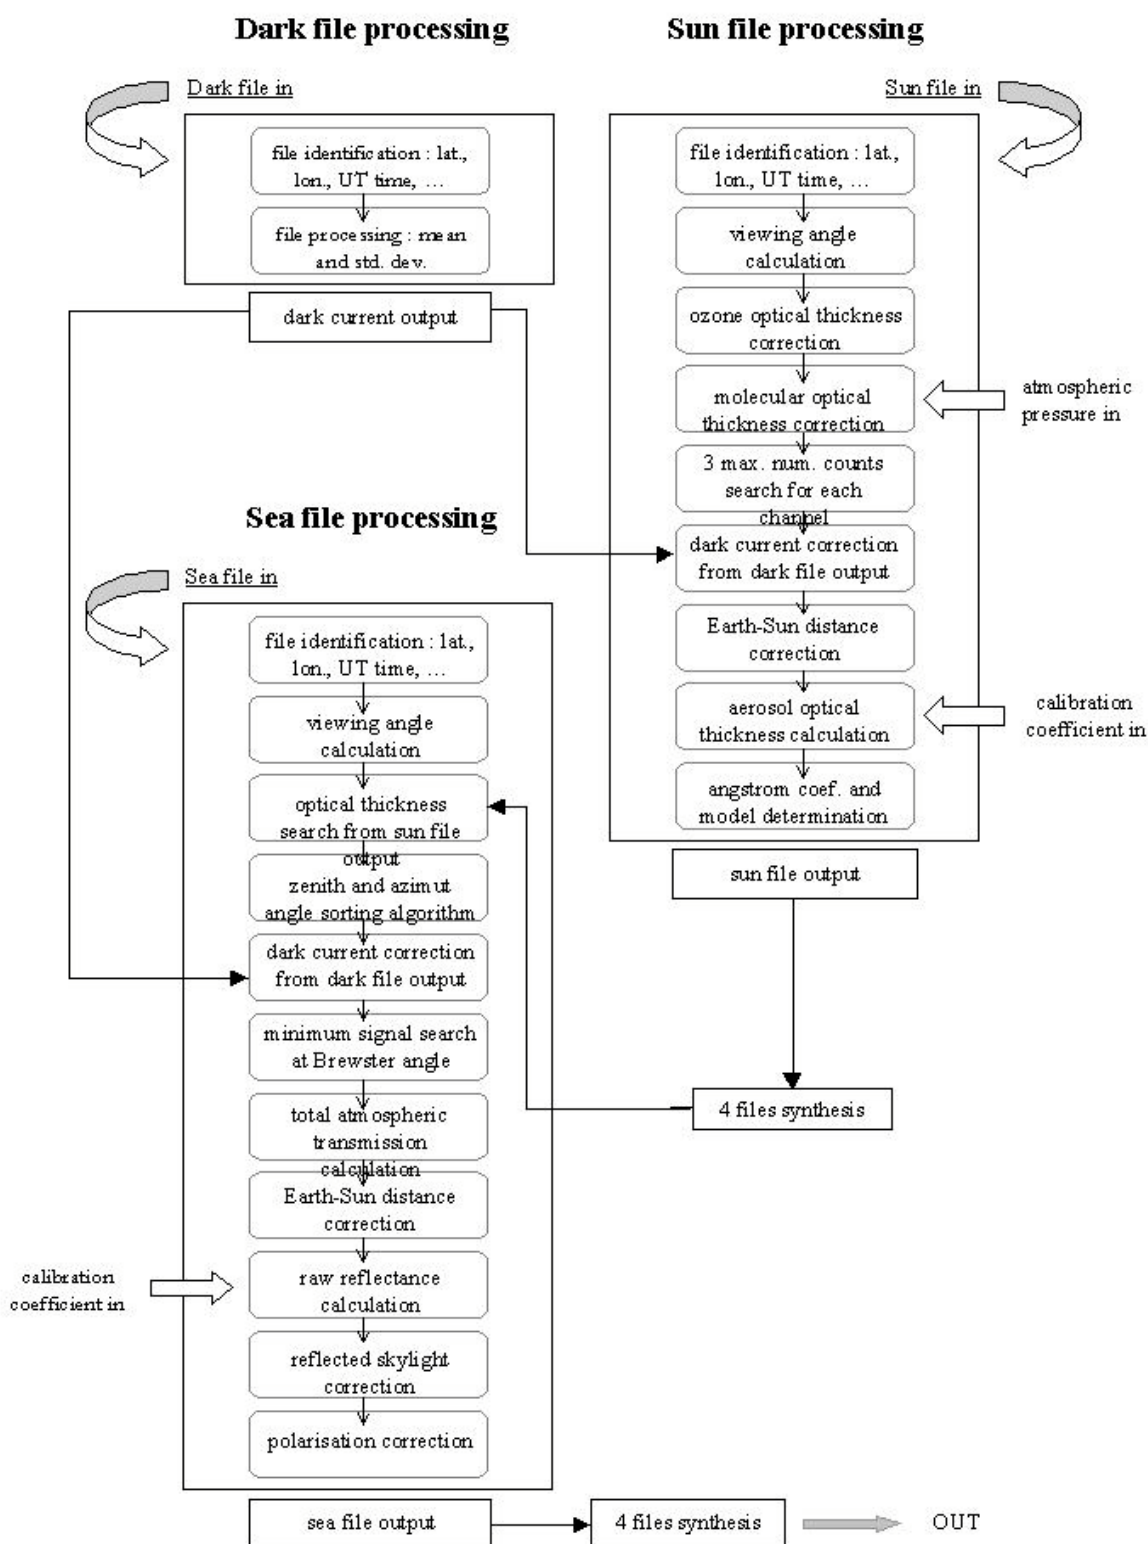 Dark file processing
Sun file processing
Dark file in
file identification : lat.,
lon., UT time, ...
file processing : mean
and std. dev.
dark current output
Sun file in
file identification : lat.,
lon., UT time, ...
viewing angle
calculation
ozone optical thickness
correction
molecular optical
thickness correction
atmospheric
pressure in
3 max. num. counts
search for each
channel
dark current correction
from dark file output
Earth-Sun distance
correction
aerosol optical
thickness calculation
calibration
coefficient in
angstrom coef. and
model determination
sun file output
4 files synthesis
Sea file processing
Sea file in
file identification : lat.,
lon., UT time, ...
viewing angle
calculation
optical thickness
search from sun file
output
zenith and azimut
angle sorting algorithm
dark current correction
from dark file output
minimum signal search
at Brewster angle
total atmospheric
transmission
calculation
Earth-Sun distance
correction
calibration
coefficient in
raw reflectance
calculation
reflected skylight
correction
polarisation correction
sea file output
4 files synthesis
OUT